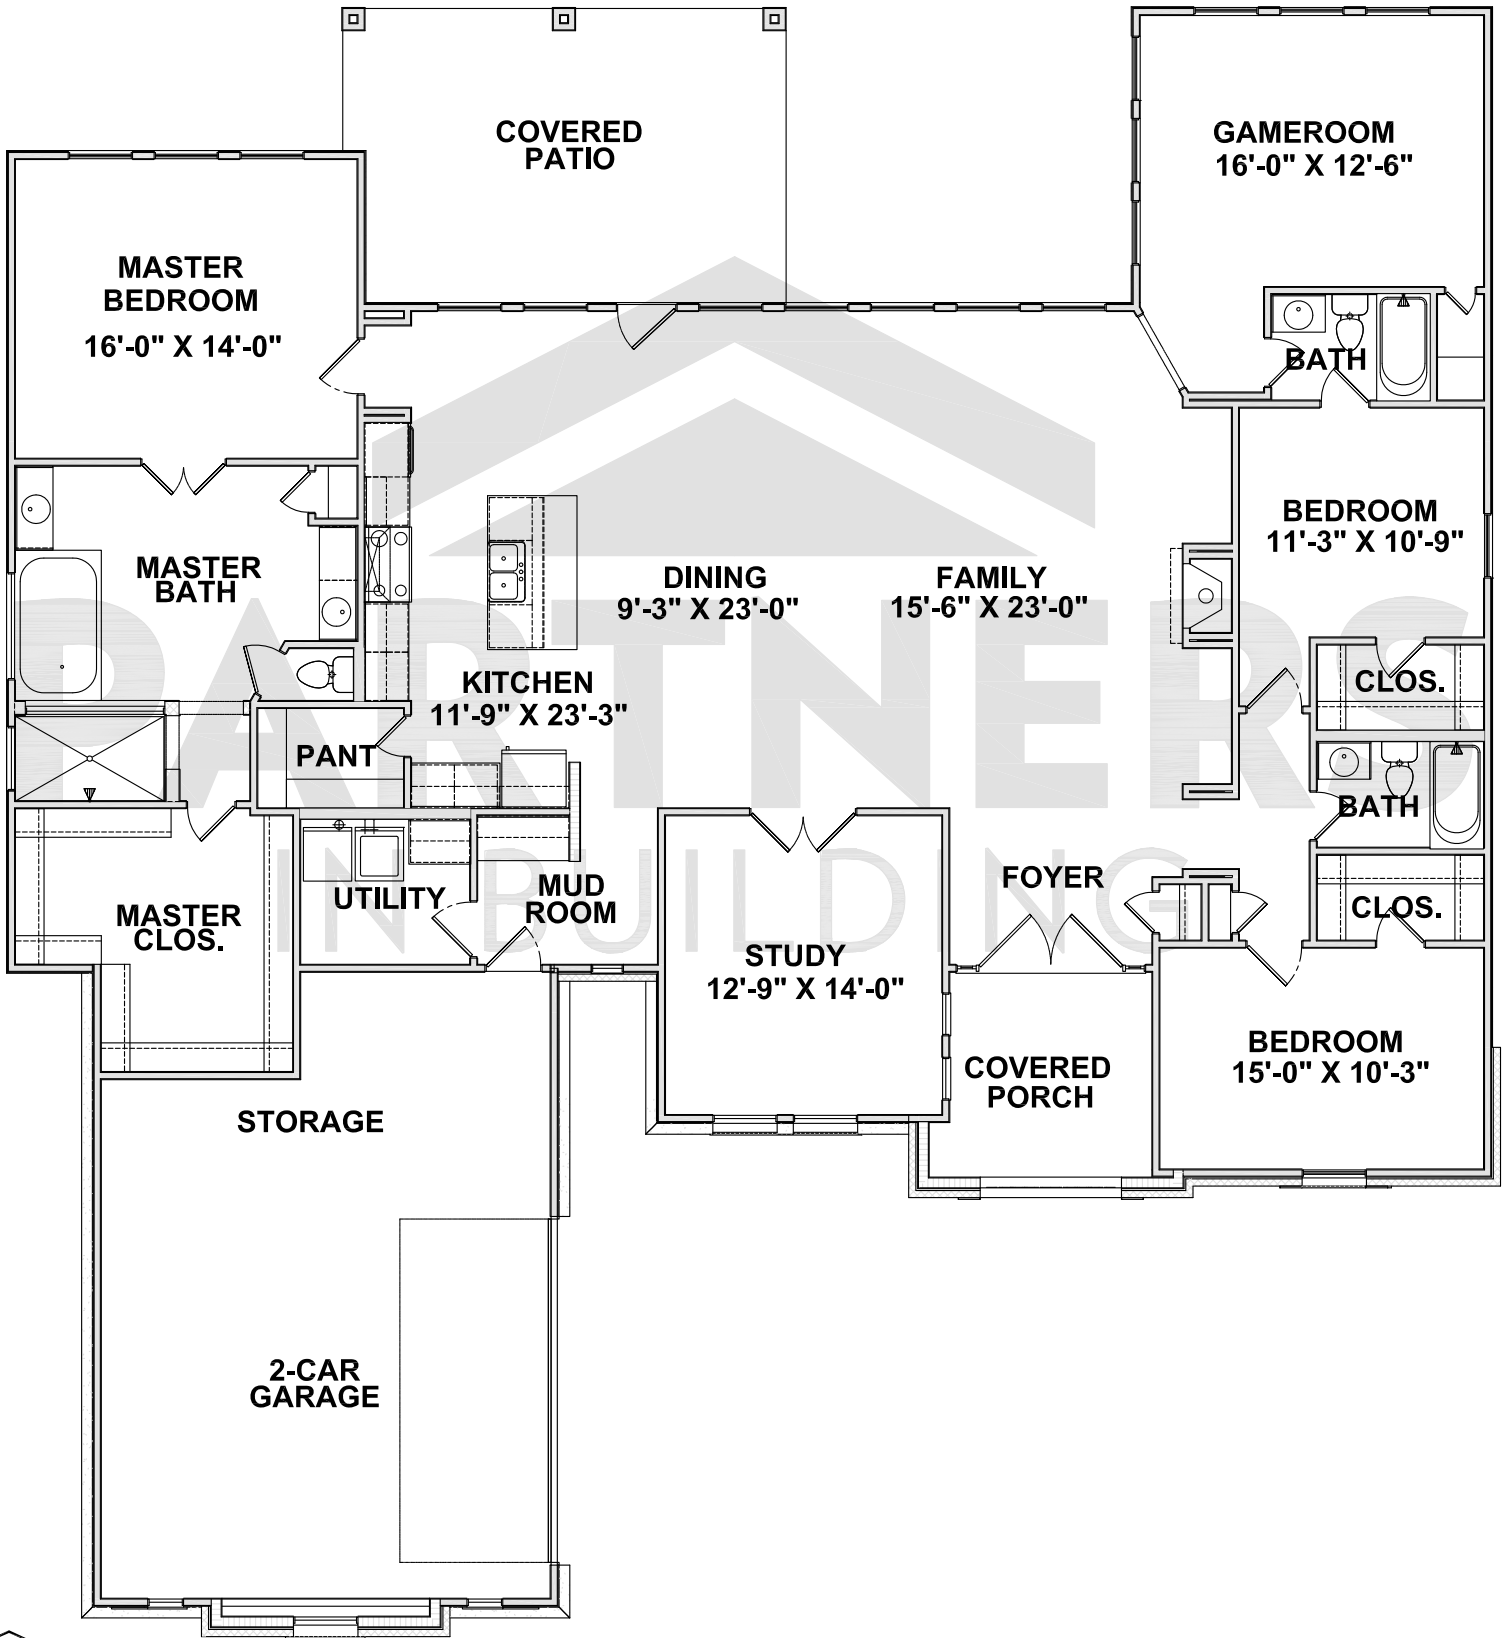 COVERED
PATIO
GAMEROOM
16'-0" X 12'-6"
MASTER
BEDROOM
16'-0" X 14'-0"
BATH
BEDROOM
11'-3" X 10'-9"
MASTER
BATH
DINING
9'-3" X 23'-0"
FAMILY
15'-6" X 23'-0"
KITCHEN
11'-9" X 23'-3"
CLOS.
PARTNERS
PANT
BATH
IN BUILDING
UTILITY
MUD
ROOM
FOYER
MASTER
CLOS.
CLOS.
STUDY
12'-9" X 14'-0"
BEDROOM
15'-0" X 10'-3"
COVERED
PORCH
STORAGE
2-CAR
GARAGE